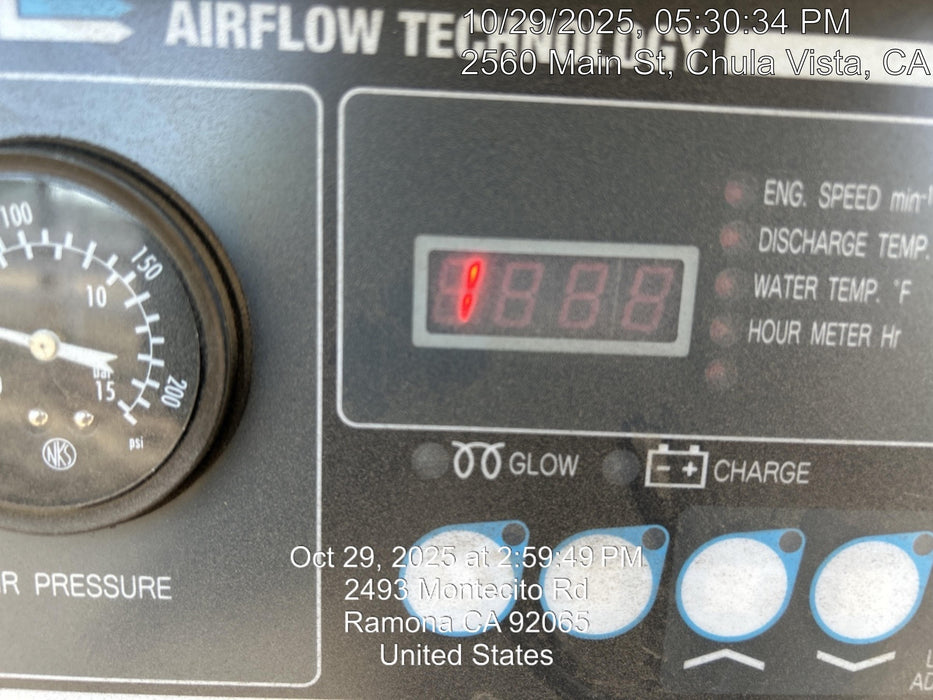 AIRFLOW TECHNOLOGY
10/29/2025, 05:30:34 PM
2560 Main St, Chula Vista, CA
100
150
10
200
bar
15
psi
NKS
PRESSURE
1
ENG. SPEED min-1
DISCHARGE TEMP.
WATER TEMP. °F
HOUR METER Hr
GLOW
- +
CHARGE
Oct 29, 2025 at 2:59:49 PM
2493 Montecito Rd
Ramona CA 92065
United States